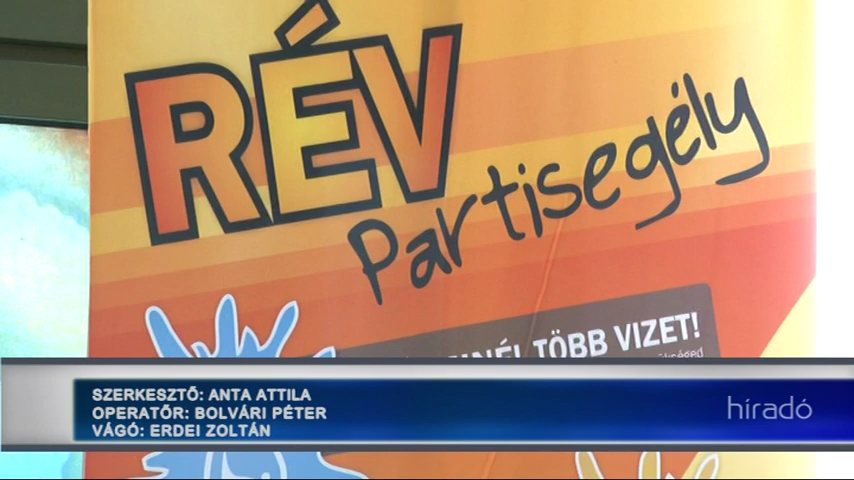 RÉV
Partisegély
TÖBB VIZET!
SZERKESZTŐ: ANTA ATTILA
OPERATŐR: BOLVÁRI PÉTER
VÁGÓ: ERDEI ZOLTÁN
híradó